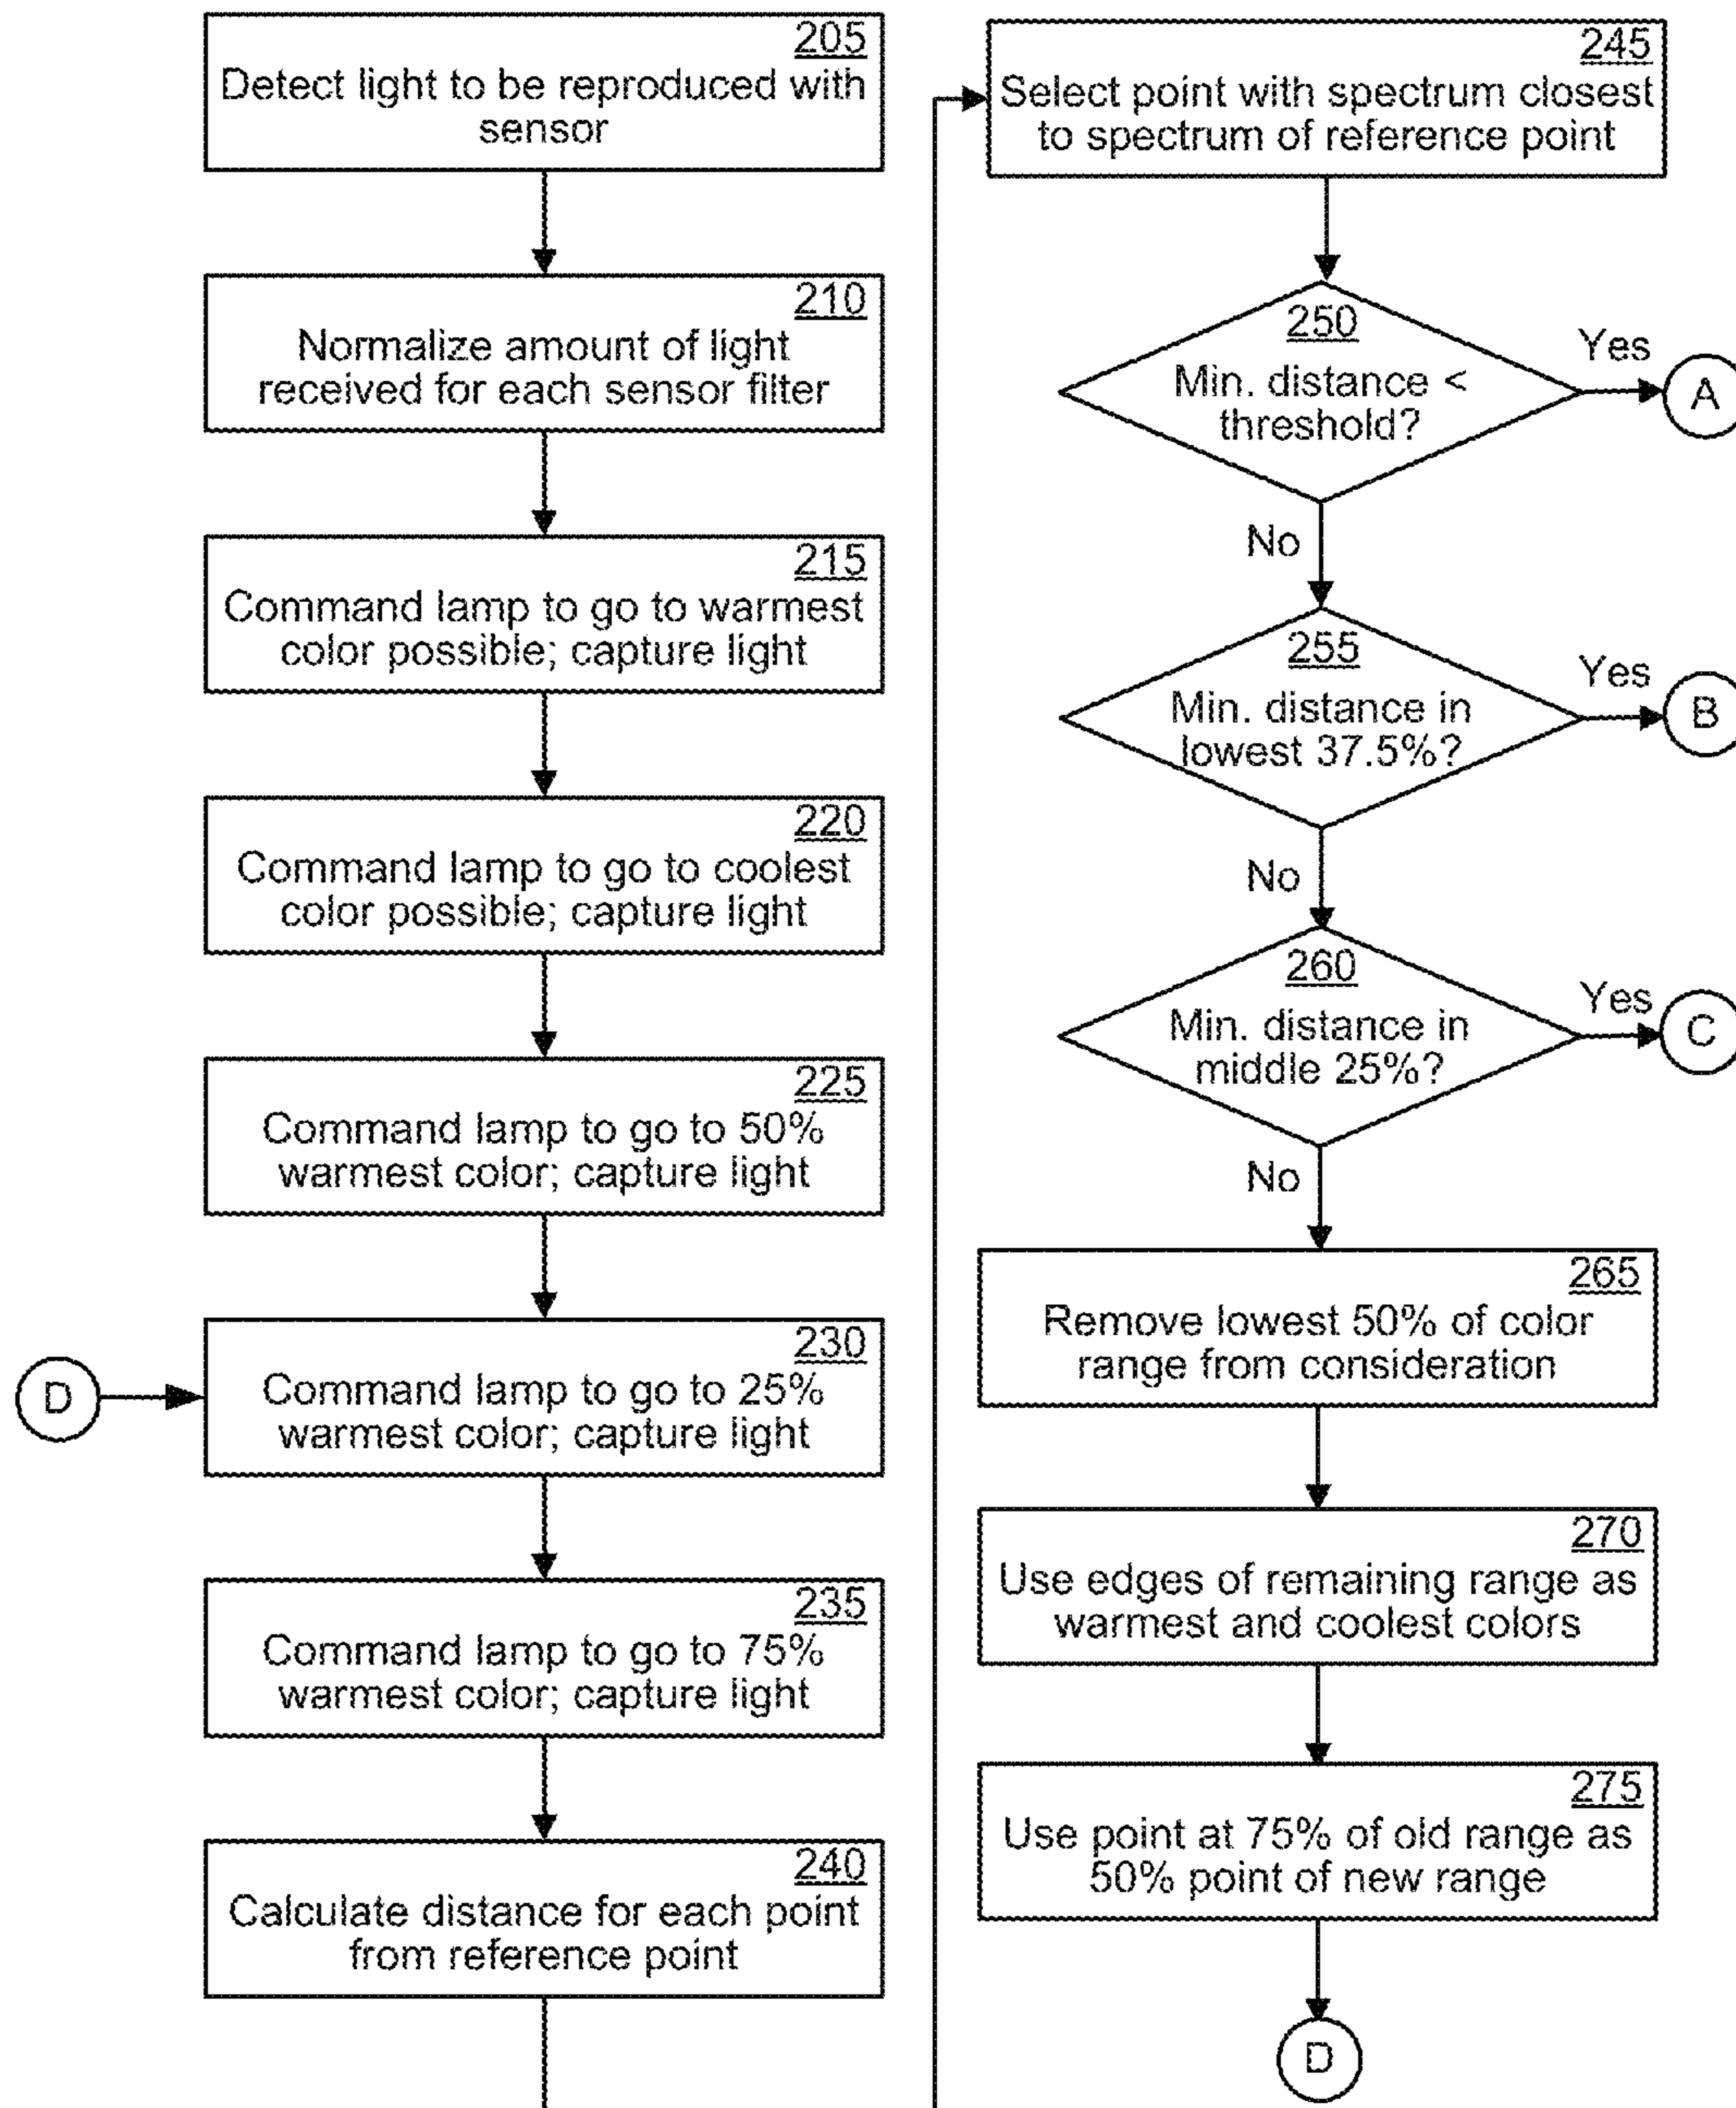 205
Detect light to be reproduced with
sensor
210
Normalize amount of light
received for each sensor filter
215
Command lamp to go to warmest
color possible; capture light
220
Command lamp to go to coolest
color possible; capture light
225
Command lamp to go to 50%
warmest color; capture light
D
230
Command lamp to go to 25%
warmest color; capture light
235
Command lamp to go to 75%
warmest color; capture light
240
Calculate distance for each point
from reference point
245
Select point with spectrum closest
to spectrum of reference point
250
Min. distance <
threshold?
Yes
A
No
255
Min. distance in
lowest 37.5%?
Yes
B
No
260
Min. distance in
middle 25%?
Yes
C
No
265
Remove lowest 50% of color
range from consideration
270
Use edges of remaining range as
warmest and coolest colors
275
Use point at 75% of old range as
50% point of new range
D